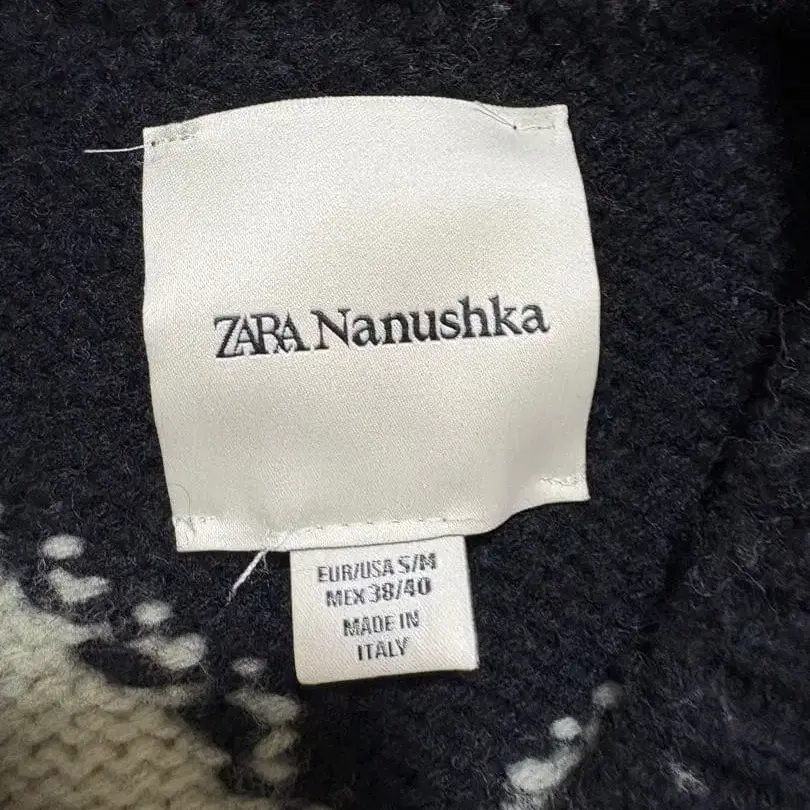 ZARA Nanushka
EUR/USA S/M
MEX 38/40
MADE IN
ITALY